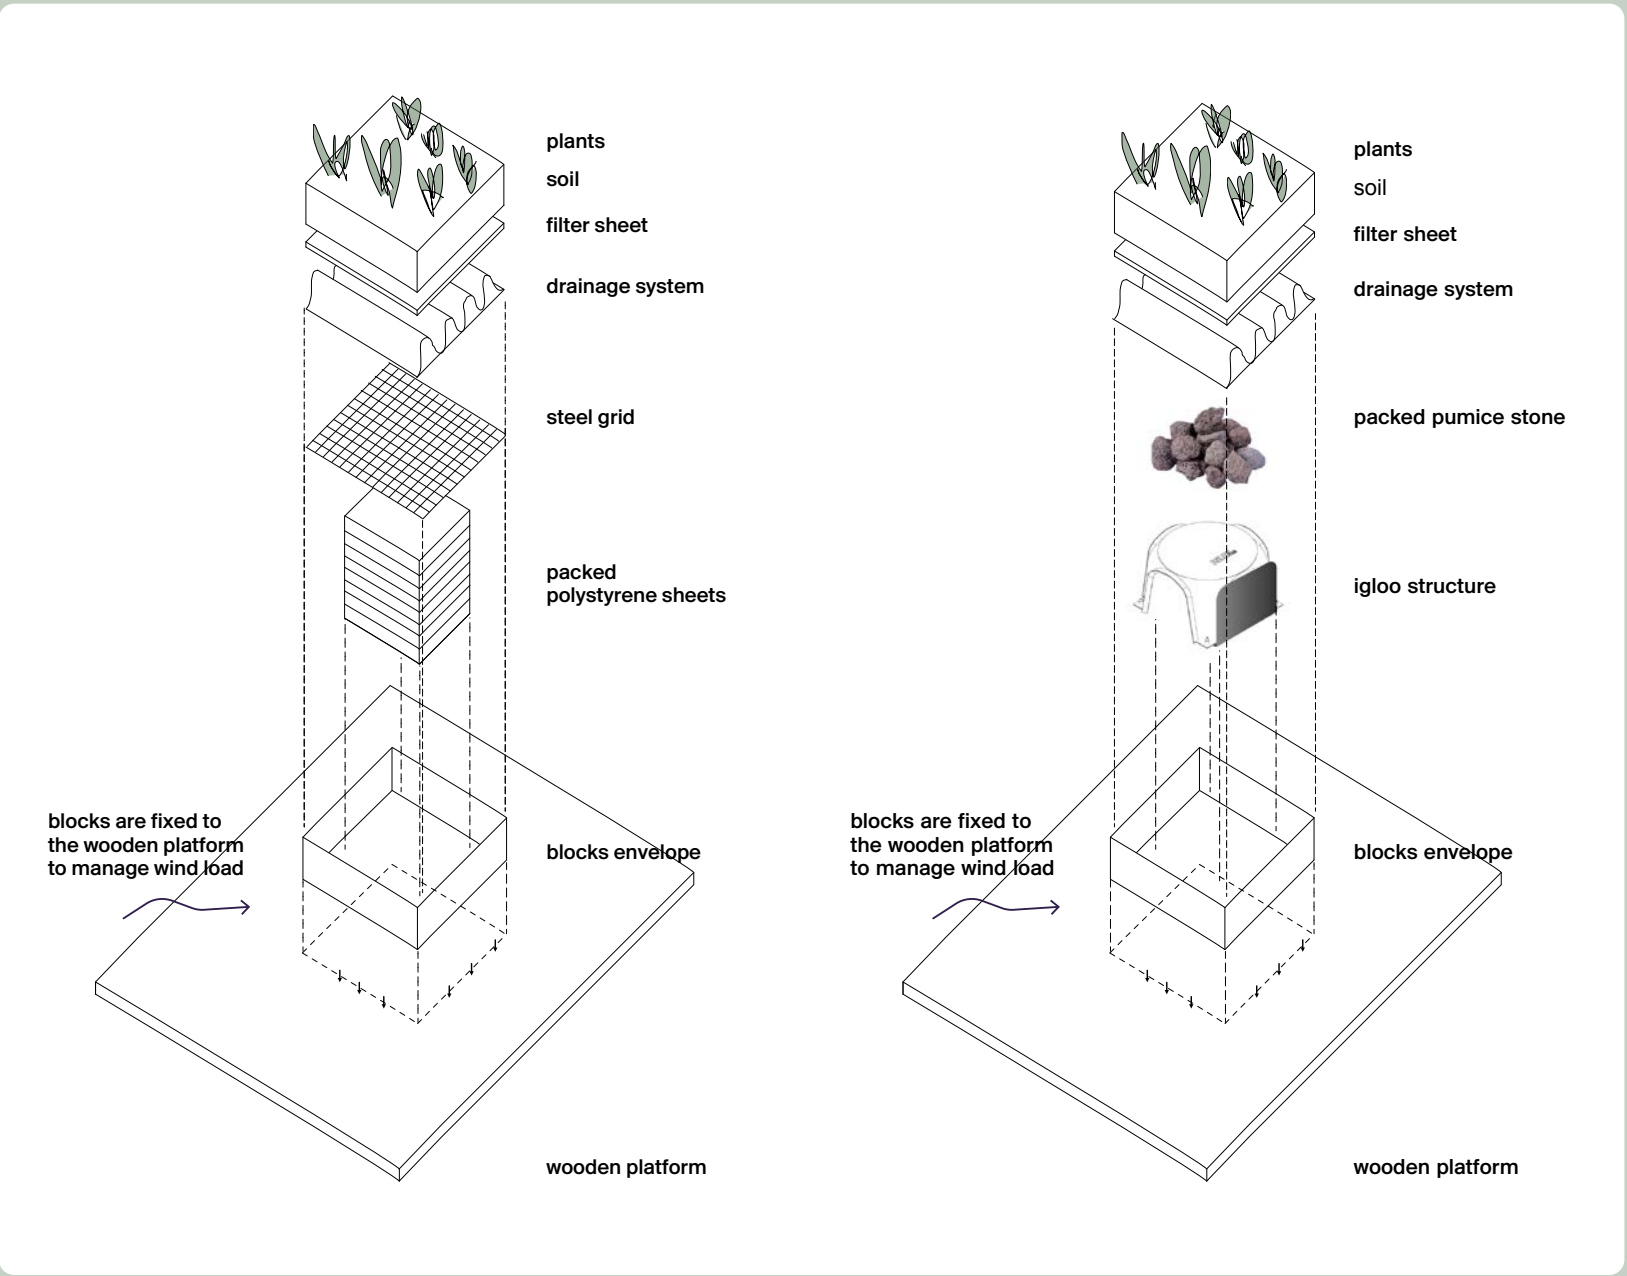 plants
soil
filter sheet
drainage system
steel grid
packed
polystyrene sheets
blocks are fixed to
the wooden platform
to manage wind load
blocks envelope
wooden platform
plants
soil
filter sheet
drainage system
packed pumice stone
igloo structure
blocks are fixed to
the wooden platform
to manage wind load
blocks envelope
wooden platform